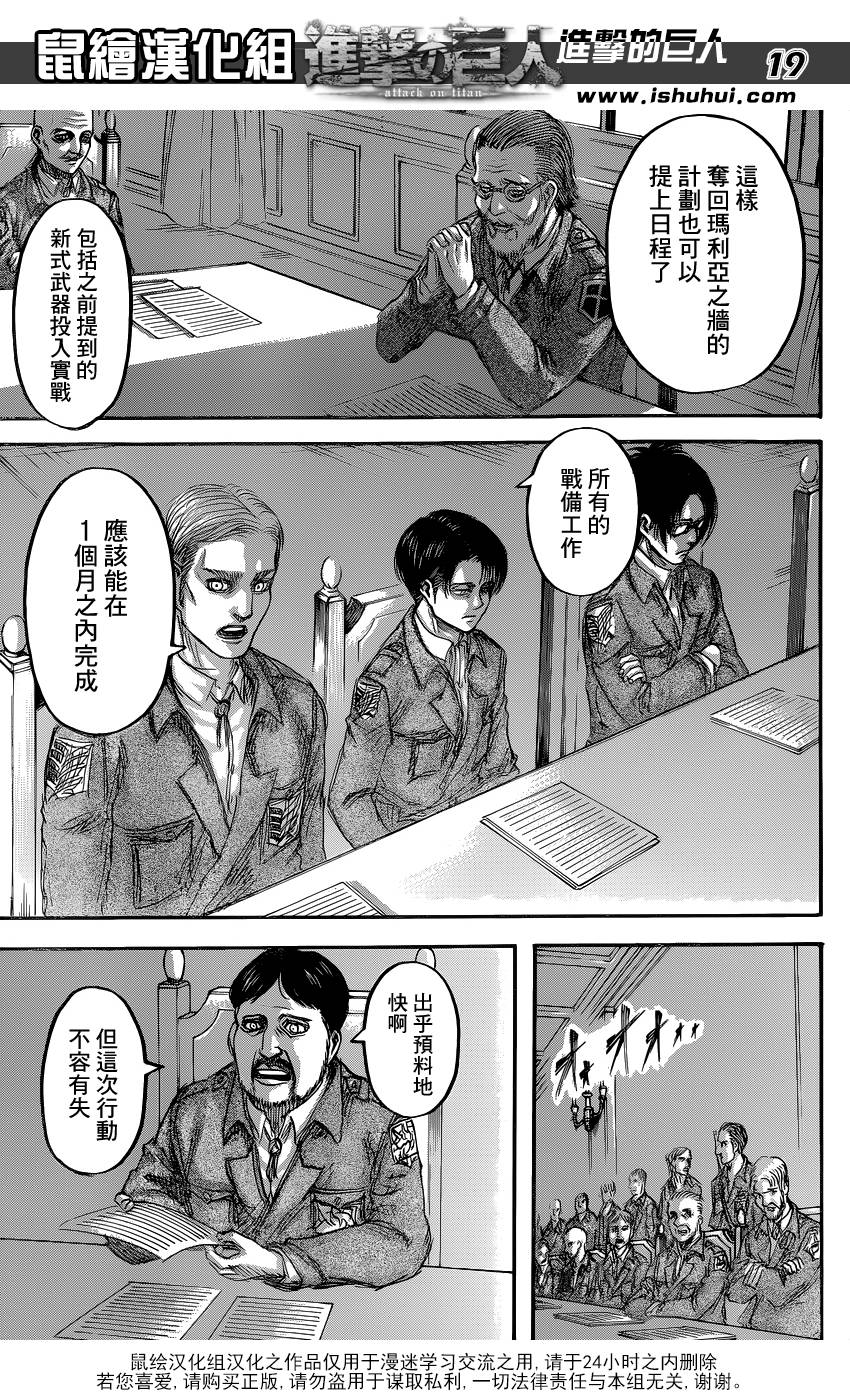 鼠繪漢化組
進撃の巨人
attack on titan
進擊的巨人
www.ishuhui.com
19
這樣
奪回瑪利亞之牆的
計劃也可以
提上日程了
包括之前提到的
新式武器投入實戰
所有的
戰備工作
應該能在
1個月之內完成
オォオオ...
出乎預料地
快啊
但這次行動
不容有失
鼠绘汉化组汉化之作品仅用于漫迷学习交流之用,请于24小时之内删除
若您喜爱,请购买正版,请勿盗用于谋取私利,一切法律责任与本组无关,谢谢。